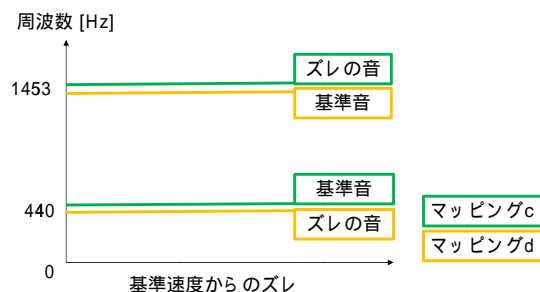 周波数 [Hz]
1453
ズレの音
基準音
440
基準音
ズレの音
マッピングc
マッピングd
0
基準速度からのズレ